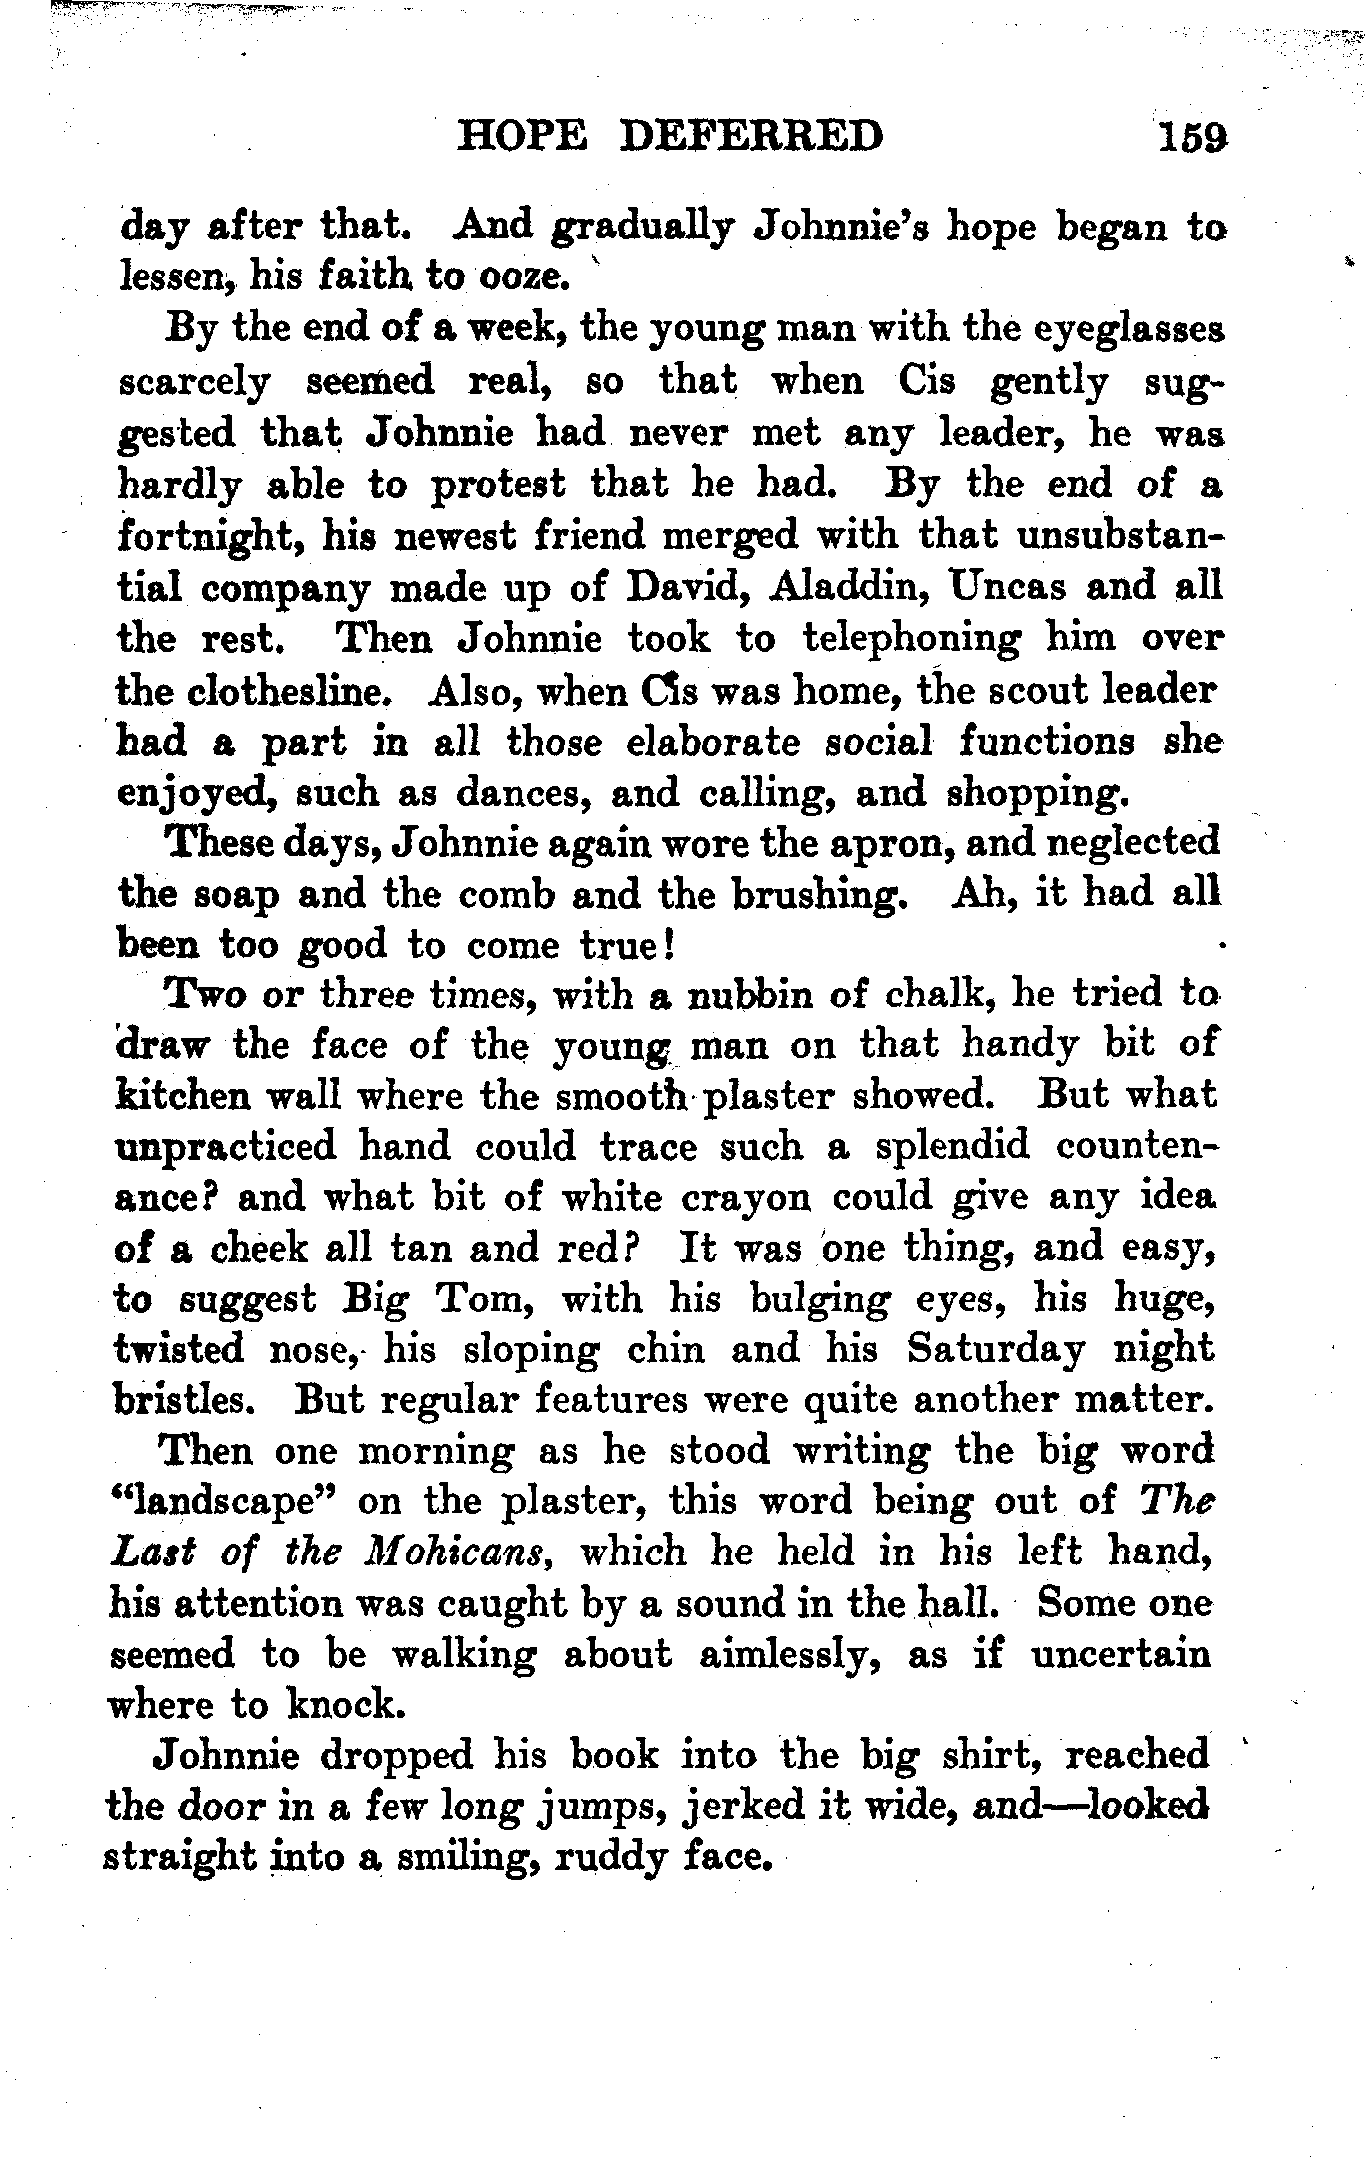 HOPE DEFERRED 159
day after that. And gradually Johnnie's hope began to
lessen, his faith to ooze.
By the end of a week, the young man with the eyeglasses
scarcely seemed real, so that when Cis gently sug-
gested that Johnnie had never met any leader, he was
hardly able to protest that he had. By the end of a
fortnight, his newest friend merged with that unsubstan-
tial company made up of David, Aladdin, Uncas and all
the rest. Then Johnnie took to telephoning him over
the clothesline. Also, when Cis was home, the scout leader
had a part in all those elaborate social functions she
enjoyed, such as dances, and calling, and shopping.
These days, Johnnie again wore the apron, and neglected
the soap and the comb and the brushing. Ah, it had all
been too good to come true!
Two or three times, with a nubbin of chalk, he tried to
draw the face of the young man on that handy bit of
kitchen wall where the smooth plaster showed. But what
unpracticed hand could trace such a splendid counten-
ance? and what bit of white crayon could give any idea
of a cheek all tan and red? It was one thing, and easy,
to suggest Big Tom, with his bulging eyes, his huge,
twisted nose, his sloping chin and his Saturday night
bristles. But regular features were quite another matter.
Then one morning as he stood writing the big word
“landscape” on the plaster, this word being out of The
Last of the Mohicans, which he held in his left hand,
his attention was caught by a sound in the hall. Some one
seemed to be walking about aimlessly, as if uncertain
where to knock.
Johnnie dropped his book into the big shirt, reached
the door in a few long jumps, jerked it wide, and—looked
straight into a smiling, ruddy face.